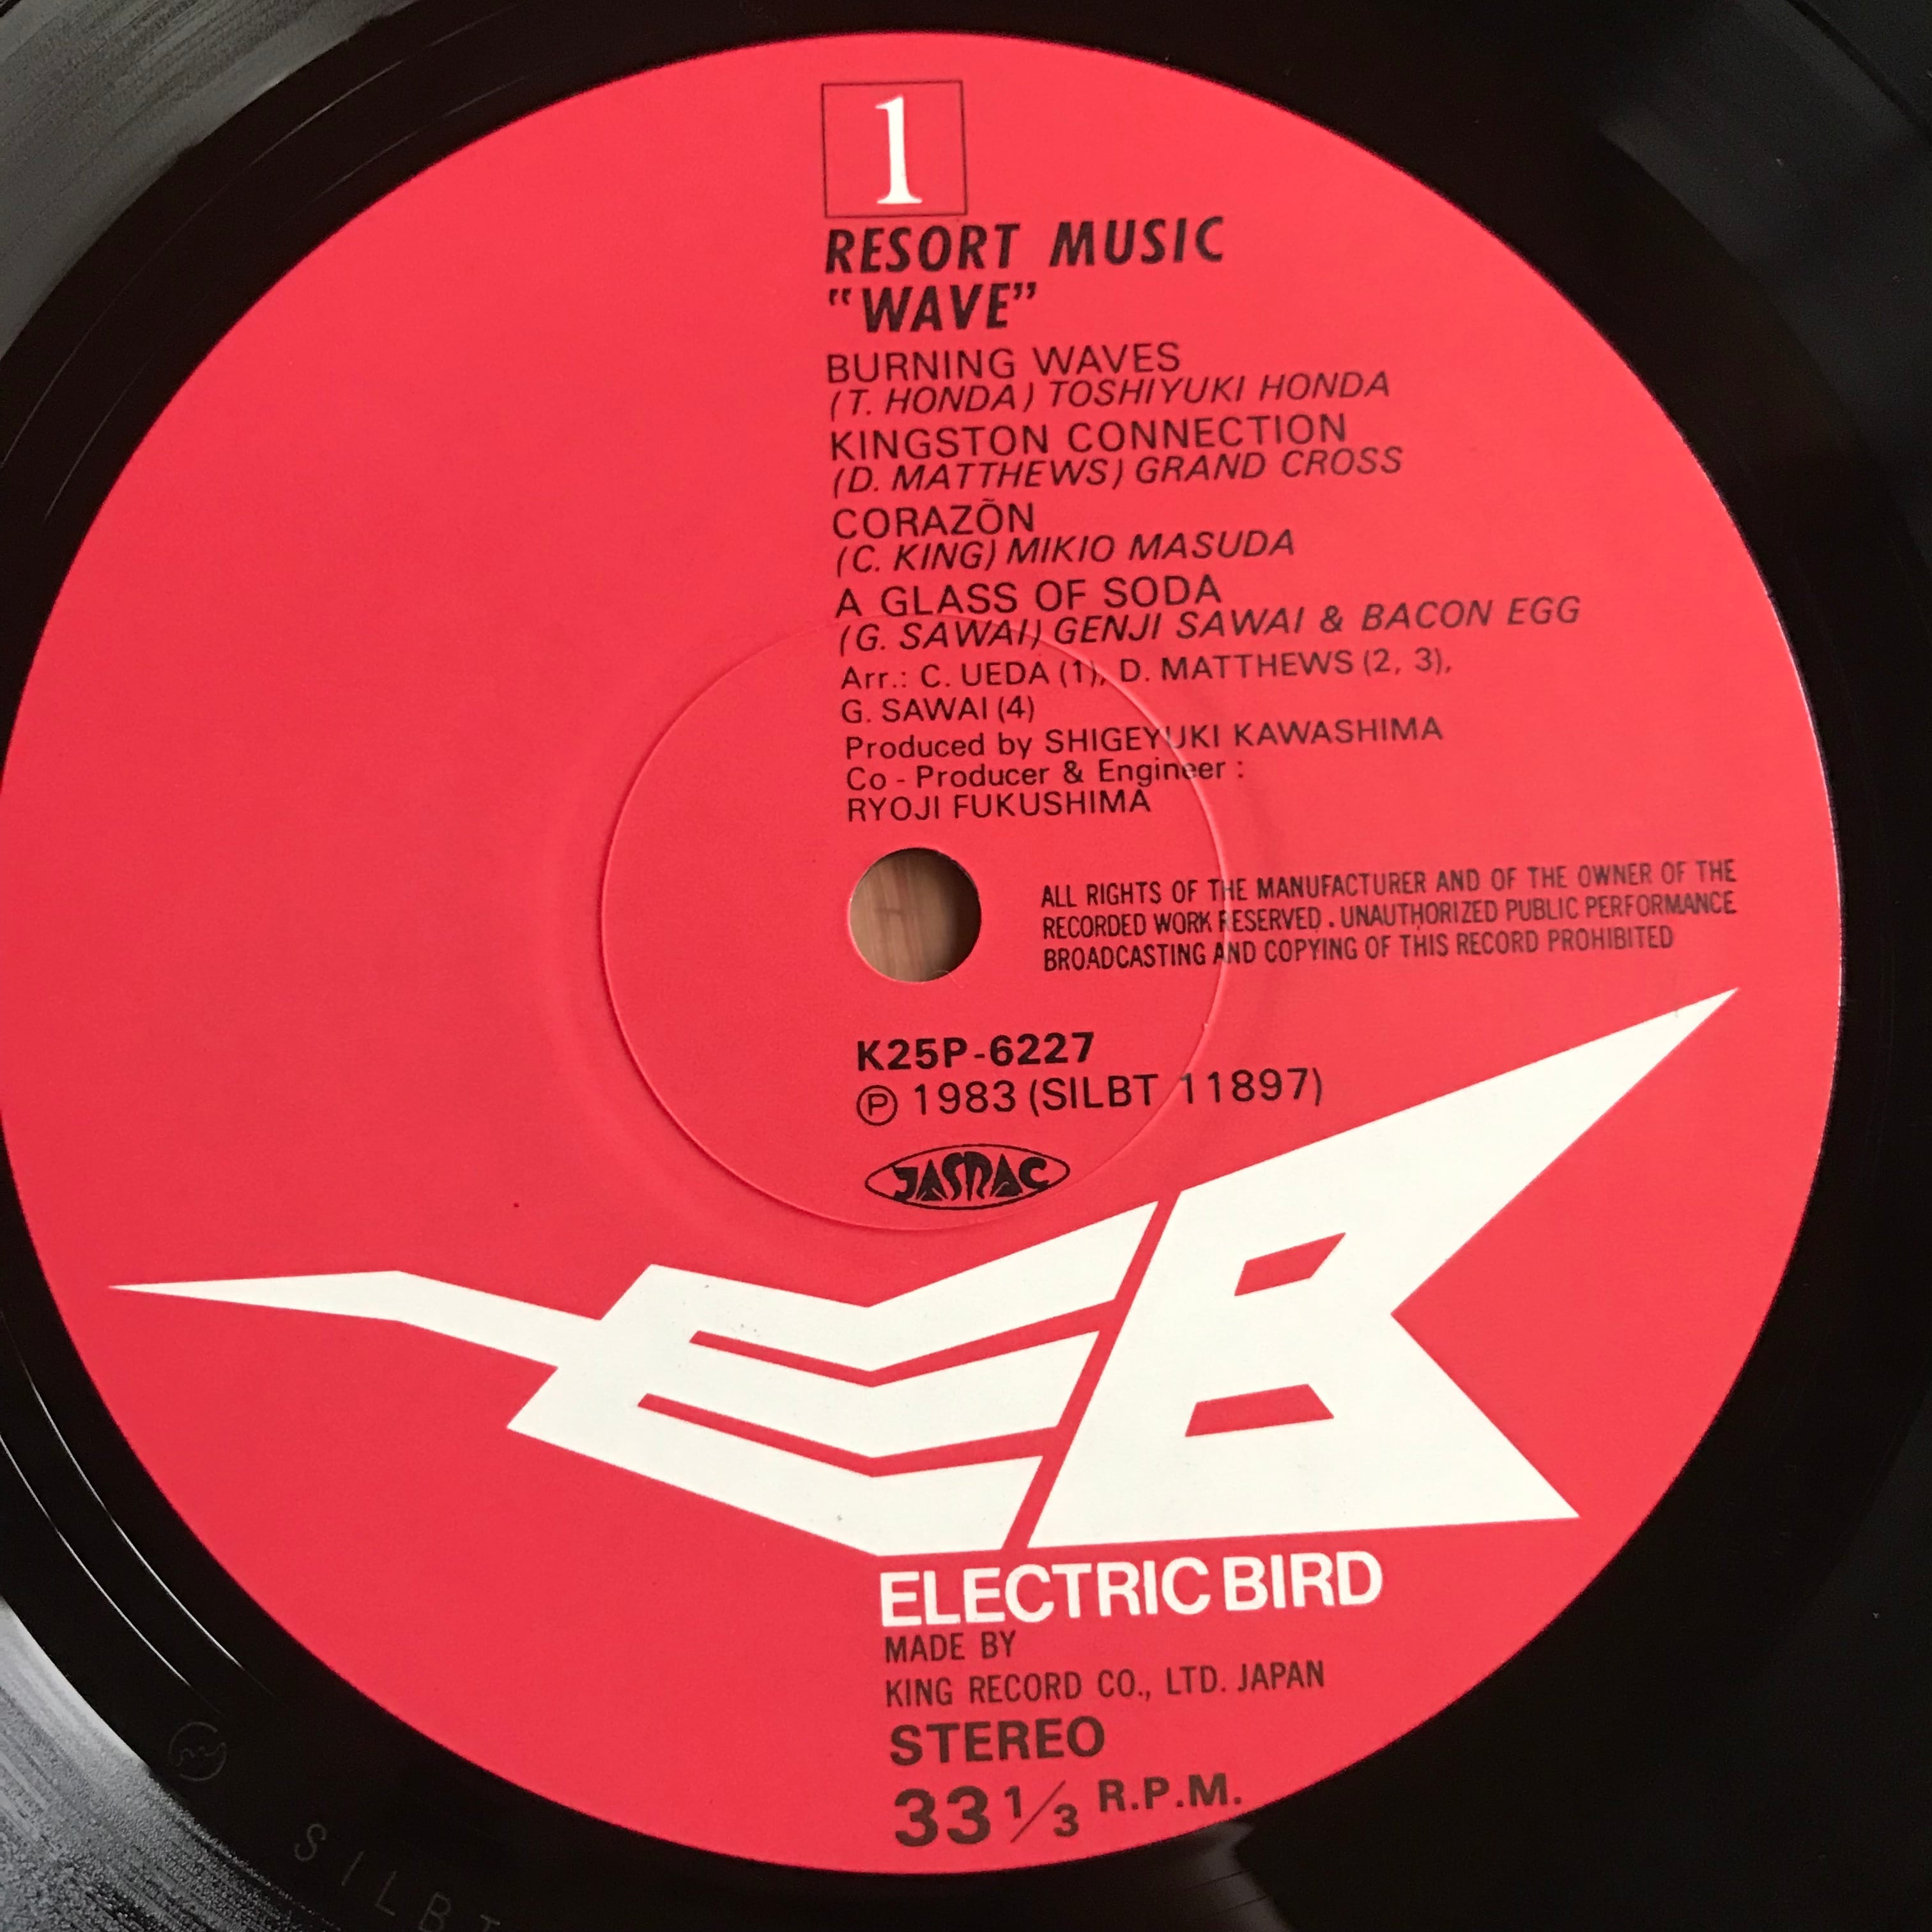 1
RESORT MUSIC
“WAVE”
BURNING WAVES
(T. HONDA) TOSHIYUKI HONDA
KINGSTON CONNECTION
(D. MATTHEWS) GRAND CROSS
CORAZÕN
(C. KING) MIKIO MASUDA
A GLASS OF SODA
(G. SAWAI) GENJI SAWAI & BACON EGG
Arr.: C. UEDA (1), D. MATTHEWS (2, 3),
G. SAWAI (4)
Produced by SHIGEYUKI KAWASHIMA
Co - Producer & Engineer :
RYOJI FUKUSHIMA
ALL RIGHTS OF THE MANUFACTURER AND OF THE OWNER OF THE
RECORDED WORK RESERVED . UNAUTHORIZED PUBLIC PERFORMANCE
BROADCASTING AND COPYING OF THIS RECORD PROHIBITED
K25P-6227
Ⓟ 1983 (SILBT 11897)
JASRAC
EB
ELECTRIC BIRD
MADE BY
KING RECORD CO., LTD. JAPAN
STEREO
33 1/3 R.P.M.
SILBT